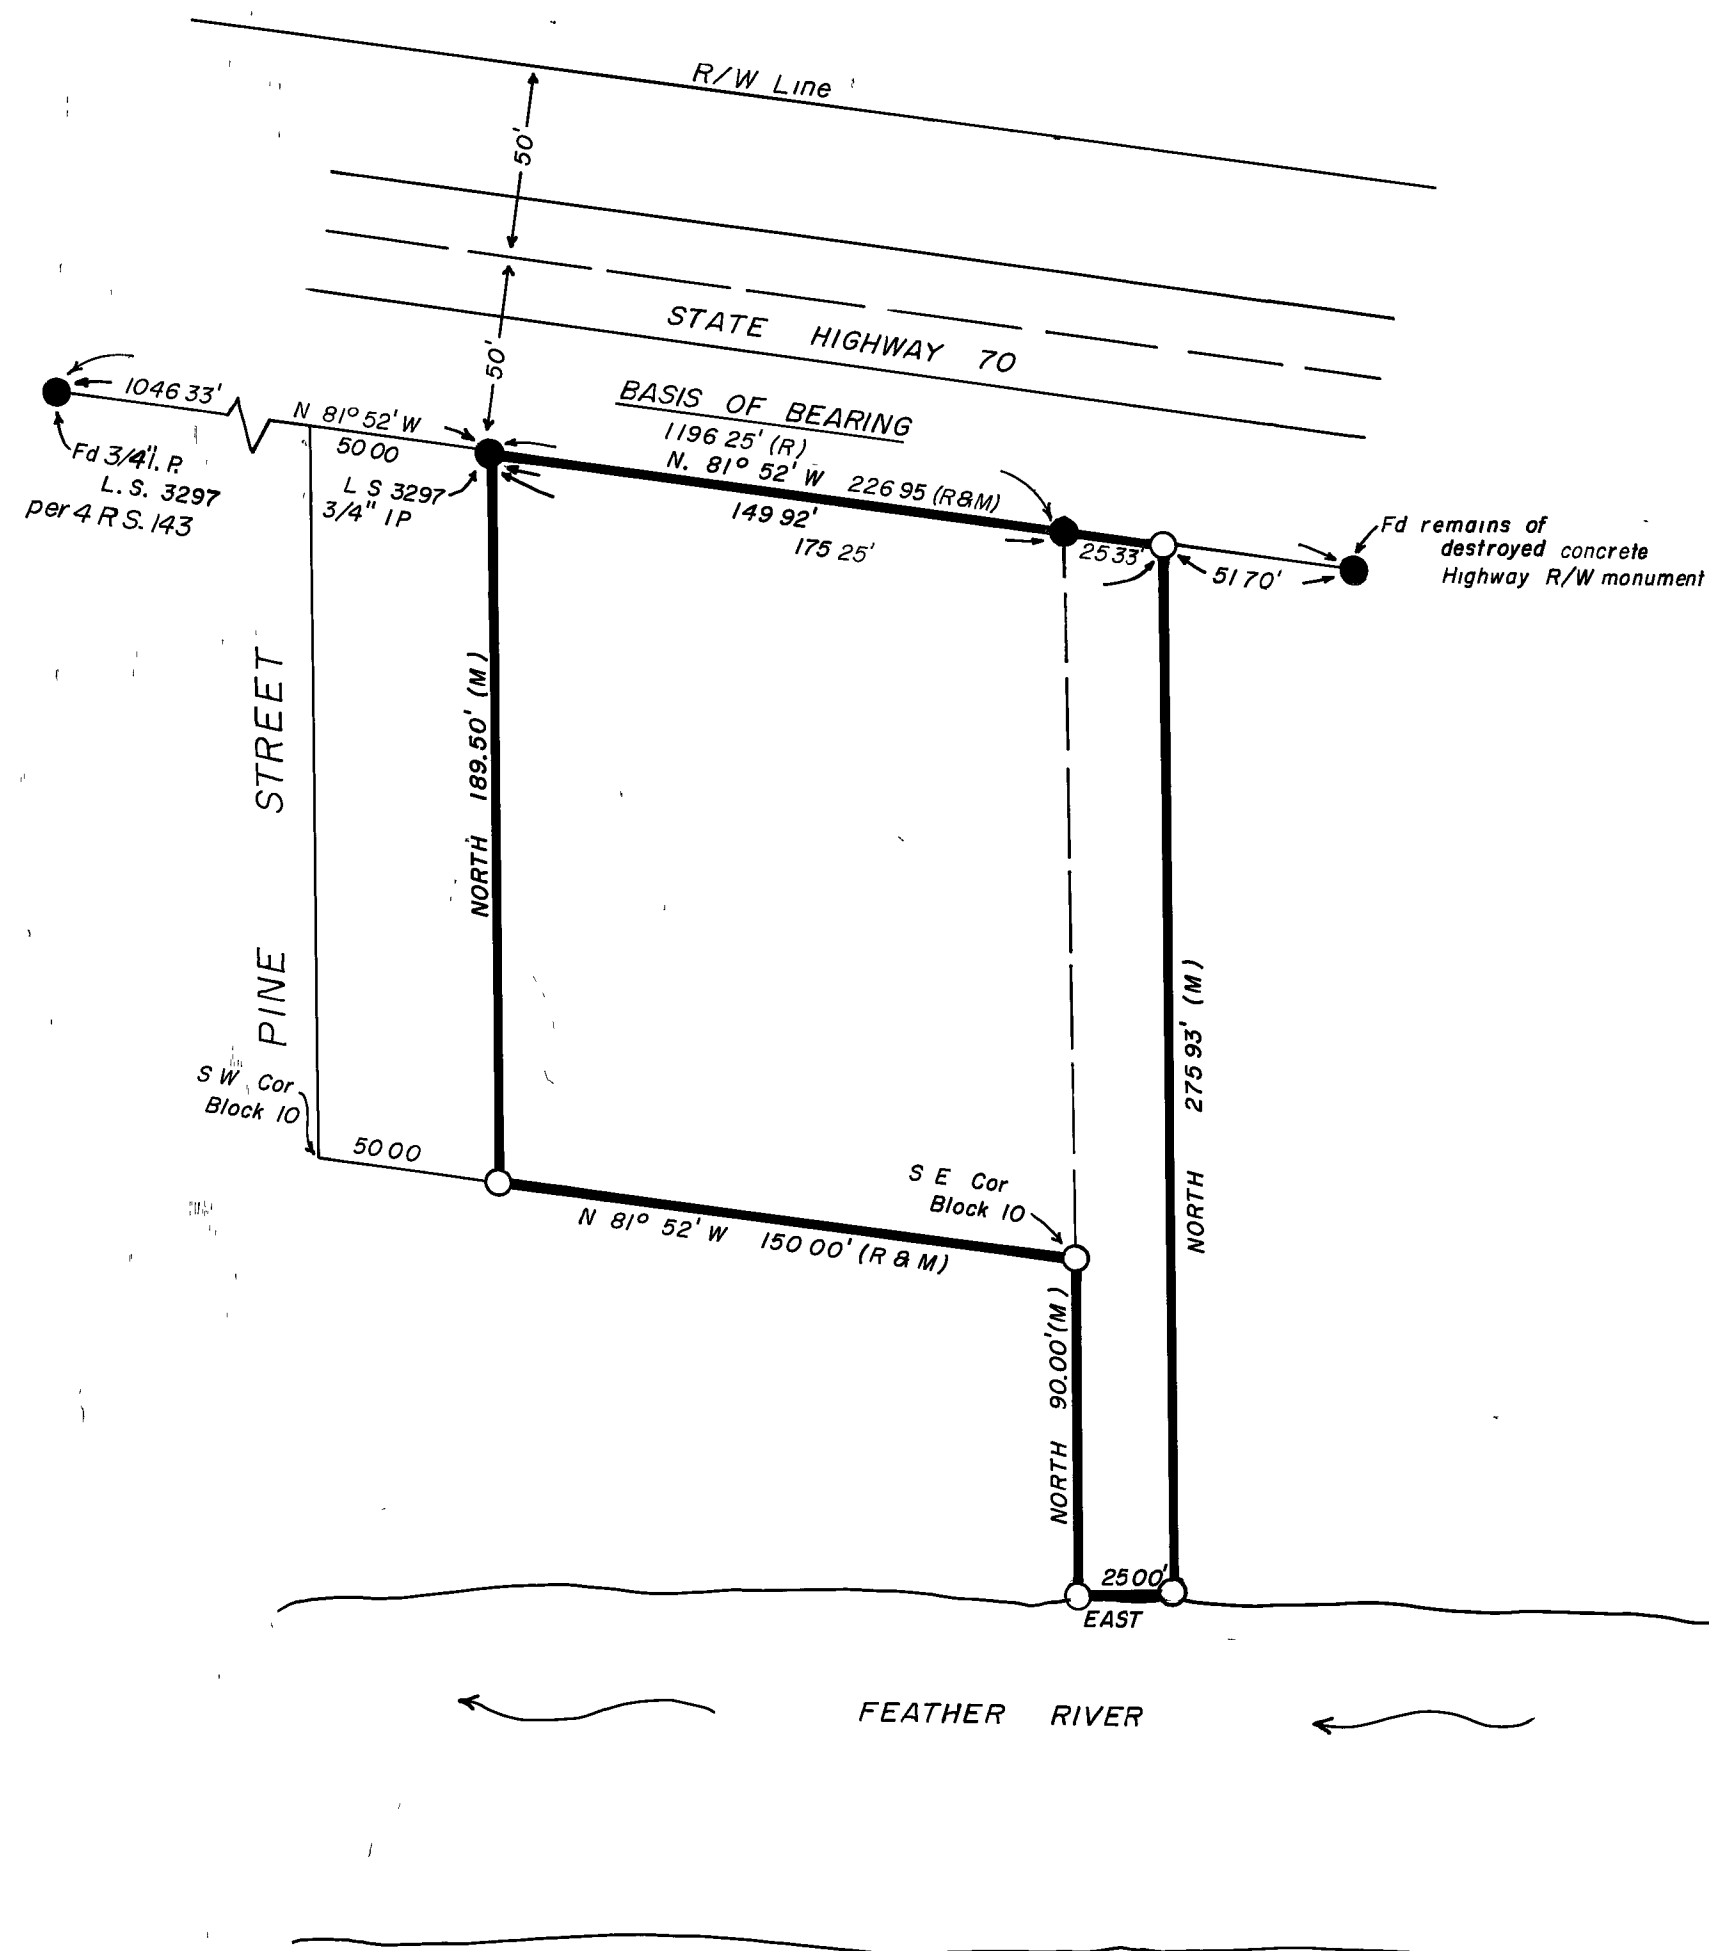 R/W Line
50'
50'
STATE HIGHWAY 70
BASIS OF BEARING
1196 25' (R)
N. 81° 52' W 226 95 (R&M)
149 92'
175 25'
1046 33'
N 81° 52' W
50 00
Fd 3/4" I. P.
L. S. 3297
per 4 R S. 143
L S 3297
3/4" I P
25 33'
51 70'
Fd remains of
destroyed concrete
Highway R/W monument
PINE STREET
NORTH 189.50' (M)
NORTH 275 93' (M)
S W Cor
Block 10
50 00
S E Cor
Block 10
N 81° 52' W 150 00' (R & M)
NORTH 90.00' (M)
25 00'
EAST
FEATHER RIVER